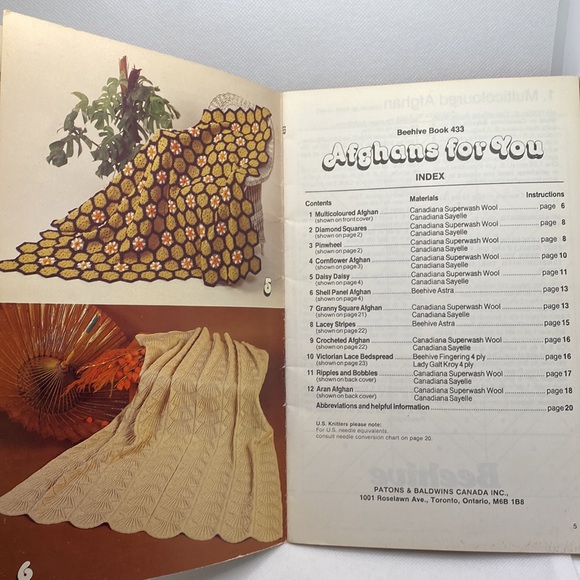 5
6
Beehive Book 433
Afghans for You
INDEX
Contents Materials Instructions
1 Multicoloured Afghan Canadiana Superwash Wool page 6
(shown on front cover) Canadiana Sayelle
2 Diamond Squares Canadiana Superwash Wool page 8
(shown on page 2) Canadiana Sayelle
3 Pinwheel Canadiana Superwash Wool page 8
(shown on page 2) Canadiana Sayelle
4 Cornflower Afghan Canadiana Superwash Wool page 10
(shown on page 3) Canadiana Sayelle
5 Daisy Daisy Canadiana Superwash Wool page 11
(shown on page 4) Canadiana Sayelle
6 Shell Panel Afghan Beehive Astra page 13
(shown on page 4)
7 Granny Square Afghan Canadiana Superwash Wool page 13
(shown on page 21) Canadiana Sayelle
8 Lacey Stripes Beehive Astra page 15
(shown on page 22)
9 Crocheted Afghan Canadiana Superwash Wool page 16
(shown on page 22) Canadiana Sayelle
10 Victorian Lace Bedspread Beehive Fingering 4 ply page 16
(shown on page 23) Lady Galt Kroy 4 ply
11 Ripples and Bobbles Canadiana Superwash Wool page 17
(shown on back cover) Canadiana Sayelle
12 Aran Afghan Canadiana Superwash Wool page 18
(shown on back cover) Canadiana Sayelle
Abbreviations and helpful information page 20
U.S. Knitters please note:
11 For U.S. needle equivalents,
consult needle conversion chart on page 20.
PATONS & BALDWINS CANADA INC.,
1001 Roselawn Ave., Toronto, Ontario, M6B 1B8
5